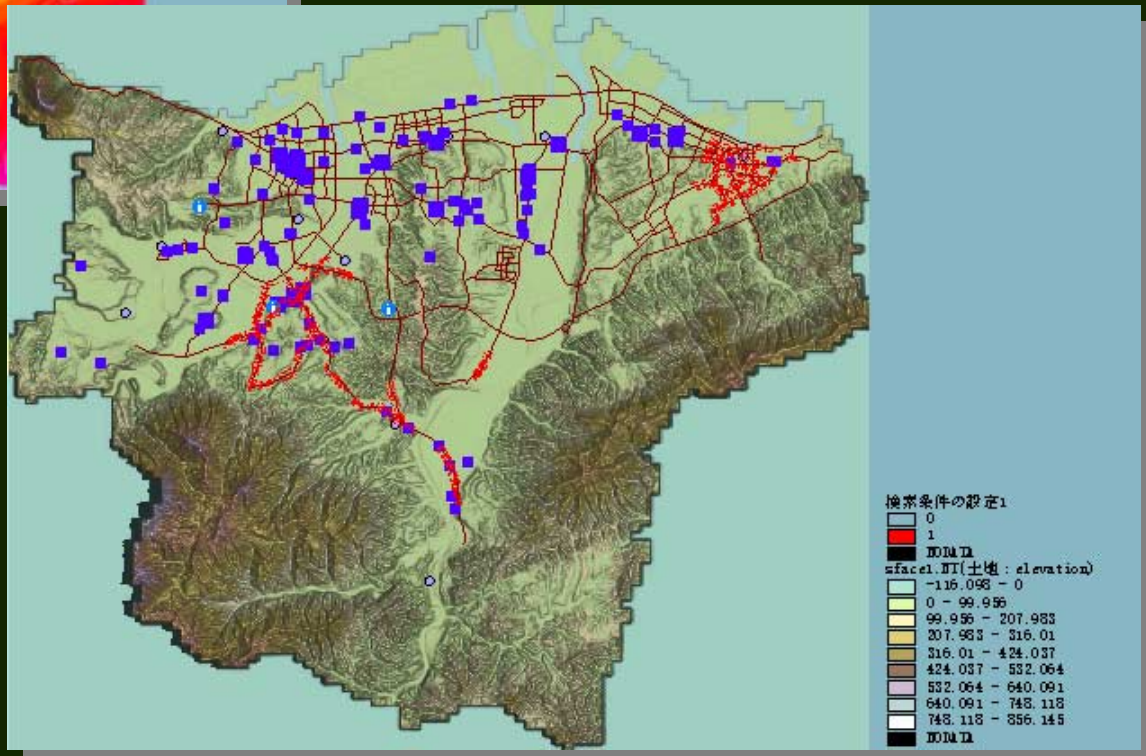 検索条件の設定1
0
1
NODATA
sface1.BT(土地 : elevation)
-116.098 - 0
0 - 99.956
99.956 - 207.983
207.983 - 316.01
316.01 - 424.037
424.037 - 532.064
532.064 - 640.091
640.091 - 748.118
748.118 - 856.145
NODATA